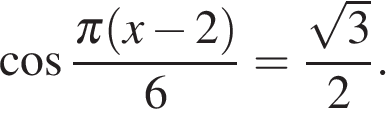 cos π(x − 2)/6 = √3/2.